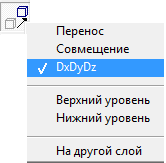 Перенос
Совмещение
DxDyDz
Верхний уровень
Нижний уровень
На другой слой